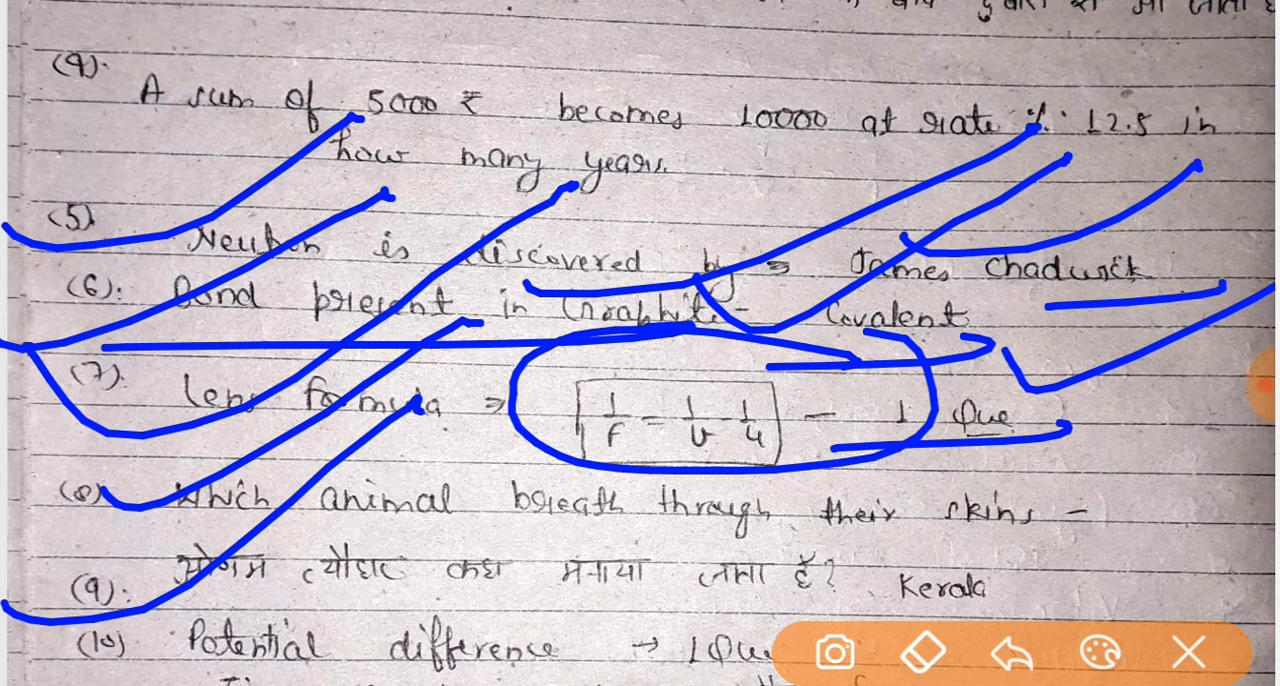 (4).
A sum of 5000 ₹ becomes 10000 at rate %. 12.5 in
how many years.
(5) Neutron is discovered by ⇒ James Chadwick
(6). Bond present in Graphite - Covalent
(7). Lens formula ⇒ 1/f = 1/v - 1/u - 1 Que
(8) Which animal breath through their skins -
(9). ओणम त्यौहार कहा मनाया जाता है? Kerala
(10) Potential difference → 1 Que